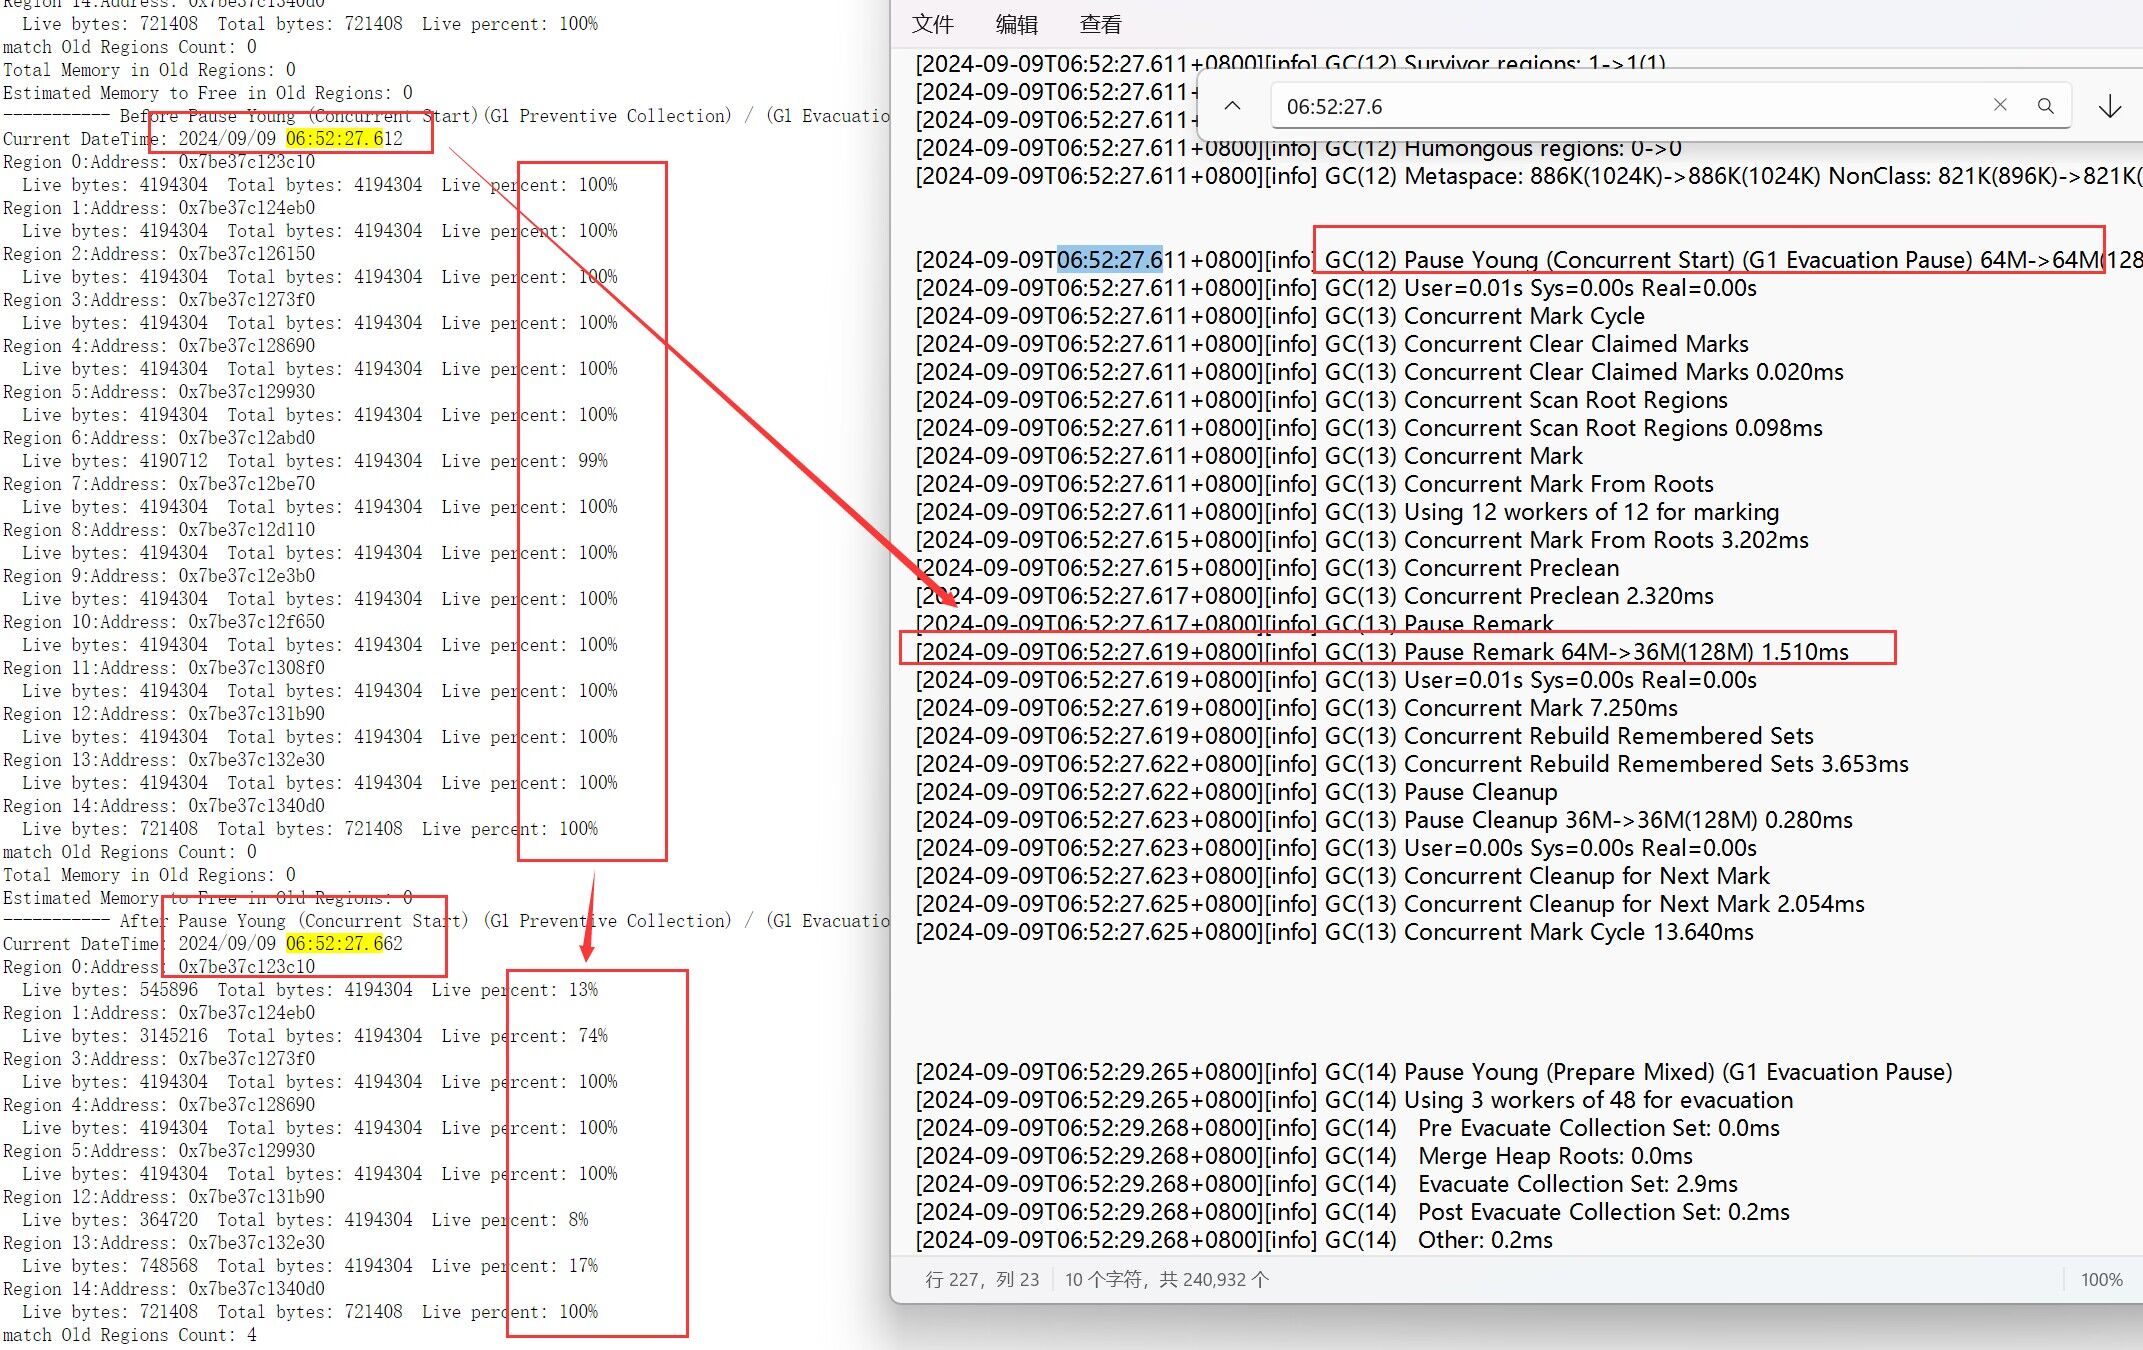 Region 14:Address: 0x7be37c1340d0
Live bytes: 721408 Total bytes: 721408 Live percent: 100%
match Old Regions Count: 0
Total Memory in Old Regions: 0
Estimated Memory to Free in Old Regions: 0
----------- Before Pause Young (Concurrent Start)(G1 Preventive Collection) / (G1 Evacuatio
Current DateTime: 2024/09/09 06:52:27.612
Region 0:Address: 0x7be37c123c10
Live bytes: 4194304 Total bytes: 4194304 Live percent: 100%
Region 1:Address: 0x7be37c124eb0
Live bytes: 4194304 Total bytes: 4194304 Live percent: 100%
Region 2:Address: 0x7be37c126150
Live bytes: 4194304 Total bytes: 4194304 Live percent: 100%
Region 3:Address: 0x7be37c1273f0
Live bytes: 4194304 Total bytes: 4194304 Live percent: 100%
Region 4:Address: 0x7be37c128690
Live bytes: 4194304 Total bytes: 4194304 Live percent: 100%
Region 5:Address: 0x7be37c129930
Live bytes: 4194304 Total bytes: 4194304 Live percent: 100%
Region 6:Address: 0x7be37c12abd0
Live bytes: 4190712 Total bytes: 4194304 Live percent: 99%
Region 7:Address: 0x7be37c12be70
Live bytes: 4194304 Total bytes: 4194304 Live percent: 100%
Region 8:Address: 0x7be37c12d110
Live bytes: 4194304 Total bytes: 4194304 Live percent: 100%
Region 9:Address: 0x7be37c12e3b0
Live bytes: 4194304 Total bytes: 4194304 Live percent: 100%
Region 10:Address: 0x7be37c12f650
Live bytes: 4194304 Total bytes: 4194304 Live percent: 100%
Region 11:Address: 0x7be37c1308f0
Live bytes: 4194304 Total bytes: 4194304 Live percent: 100%
Region 12:Address: 0x7be37c131b90
Live bytes: 4194304 Total bytes: 4194304 Live percent: 100%
Region 13:Address: 0x7be37c132e30
Live bytes: 4194304 Total bytes: 4194304 Live percent: 100%
Region 14:Address: 0x7be37c1340d0
Live bytes: 721408 Total bytes: 721408 Live percent: 100%
match Old Regions Count: 0
Total Memory in Old Regions: 0
Estimated Memory to Free in Old Regions: 0
----------- After Pause Young (Concurrent Start) (G1 Preventive Collection) / (G1 Evacuatio
Current DateTime: 2024/09/09 06:52:27.662
Region 0:Address: 0x7be37c123c10
Live bytes: 545896 Total bytes: 4194304 Live percent: 13%
Region 1:Address: 0x7be37c124eb0
Live bytes: 3145216 Total bytes: 4194304 Live percent: 74%
Region 3:Address: 0x7be37c1273f0
Live bytes: 4194304 Total bytes: 4194304 Live percent: 100%
Region 4:Address: 0x7be37c128690
Live bytes: 4194304 Total bytes: 4194304 Live percent: 100%
Region 5:Address: 0x7be37c129930
Live bytes: 4194304 Total bytes: 4194304 Live percent: 100%
Region 12:Address: 0x7be37c131b90
Live bytes: 364720 Total bytes: 4194304 Live percent: 8%
Region 13:Address: 0x7be37c132e30
Live bytes: 748568 Total bytes: 4194304 Live percent: 17%
Region 14:Address: 0x7be37c1340d0
Live bytes: 721408 Total bytes: 721408 Live percent: 100%
match Old Regions Count: 4
文件 编辑 查看
06:52:27.6
[2024-09-09T06:52:27.611+0800][info] GC(12) Survivor regions: 1->1(1)
[2024-09-09T06:52:27.611+
[2024-09-09T06:52:27.611+
[2024-09-09T06:52:27.611+0800][info] GC(12) Humongous regions: 0->0
[2024-09-09T06:52:27.611+0800][info] GC(12) Metaspace: 886K(1024K)->886K(1024K) NonClass: 821K(896K)->821K(
[2024-09-09T06:52:27.611+0800][info] GC(12) Pause Young (Concurrent Start) (G1 Evacuation Pause) 64M->64M(128
[2024-09-09T06:52:27.611+0800][info] GC(12) User=0.01s Sys=0.00s Real=0.00s
[2024-09-09T06:52:27.611+0800][info] GC(13) Concurrent Mark Cycle
[2024-09-09T06:52:27.611+0800][info] GC(13) Concurrent Clear Claimed Marks
[2024-09-09T06:52:27.611+0800][info] GC(13) Concurrent Clear Claimed Marks 0.020ms
[2024-09-09T06:52:27.611+0800][info] GC(13) Concurrent Scan Root Regions
[2024-09-09T06:52:27.611+0800][info] GC(13) Concurrent Scan Root Regions 0.098ms
[2024-09-09T06:52:27.611+0800][info] GC(13) Concurrent Mark
[2024-09-09T06:52:27.611+0800][info] GC(13) Concurrent Mark From Roots
[2024-09-09T06:52:27.611+0800][info] GC(13) Using 12 workers of 12 for marking
[2024-09-09T06:52:27.615+0800][info] GC(13) Concurrent Mark From Roots 3.202ms
[2024-09-09T06:52:27.615+0800][info] GC(13) Concurrent Preclean
[2024-09-09T06:52:27.617+0800][info] GC(13) Concurrent Preclean 2.320ms
[2024-09-09T06:52:27.617+0800][info] GC(13) Pause Remark
[2024-09-09T06:52:27.619+0800][info] GC(13) Pause Remark 64M->36M(128M) 1.510ms
[2024-09-09T06:52:27.619+0800][info] GC(13) User=0.01s Sys=0.00s Real=0.00s
[2024-09-09T06:52:27.619+0800][info] GC(13) Concurrent Mark 7.250ms
[2024-09-09T06:52:27.619+0800][info] GC(13) Concurrent Rebuild Remembered Sets
[2024-09-09T06:52:27.622+0800][info] GC(13) Concurrent Rebuild Remembered Sets 3.653ms
[2024-09-09T06:52:27.622+0800][info] GC(13) Pause Cleanup
[2024-09-09T06:52:27.623+0800][info] GC(13) Pause Cleanup 36M->36M(128M) 0.280ms
[2024-09-09T06:52:27.623+0800][info] GC(13) User=0.00s Sys=0.00s Real=0.00s
[2024-09-09T06:52:27.623+0800][info] GC(13) Concurrent Cleanup for Next Mark
[2024-09-09T06:52:27.625+0800][info] GC(13) Concurrent Cleanup for Next Mark 2.054ms
[2024-09-09T06:52:27.625+0800][info] GC(13) Concurrent Mark Cycle 13.640ms
[2024-09-09T06:52:29.265+0800][info] GC(14) Pause Young (Prepare Mixed) (G1 Evacuation Pause)
[2024-09-09T06:52:29.265+0800][info] GC(14) Using 3 workers of 48 for evacuation
[2024-09-09T06:52:29.268+0800][info] GC(14) Pre Evacuate Collection Set: 0.0ms
[2024-09-09T06:52:29.268+0800][info] GC(14) Merge Heap Roots: 0.0ms
[2024-09-09T06:52:29.268+0800][info] GC(14) Evacuate Collection Set: 2.9ms
[2024-09-09T06:52:29.268+0800][info] GC(14) Post Evacuate Collection Set: 0.2ms
[2024-09-09T06:52:29.268+0800][info] GC(14) Other: 0.2ms
行 227，列 23 10 个字符，共 240,932 个 100%